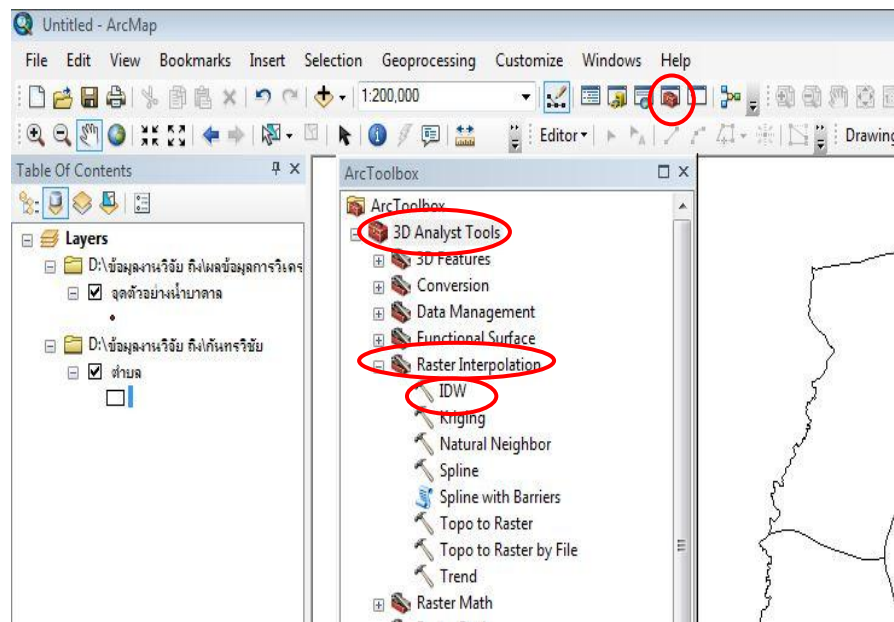 Untitled - ArcMap
File Edit View Bookmarks Insert Selection Geoprocessing Customize Windows Help
1:200,000
Editor
Drawing
Table Of Contents
Layers
D:\ข้อมูลงานวิจัย กิ่ง\ผลข้อมูลการวิเคร
จุดตัวอย่างน้ำบาดาล
D:\ข้อมูลงานวิจัย กิ่ง\กันทรวิชัย
ตำบล
ArcToolbox
ArcToolbox
3D Analyst Tools
3D Features
Conversion
Data Management
Functional Surface
Raster Interpolation
IDW
Kriging
Natural Neighbor
Spline
Spline with Barriers
Topo to Raster
Topo to Raster by File
Trend
Raster Math